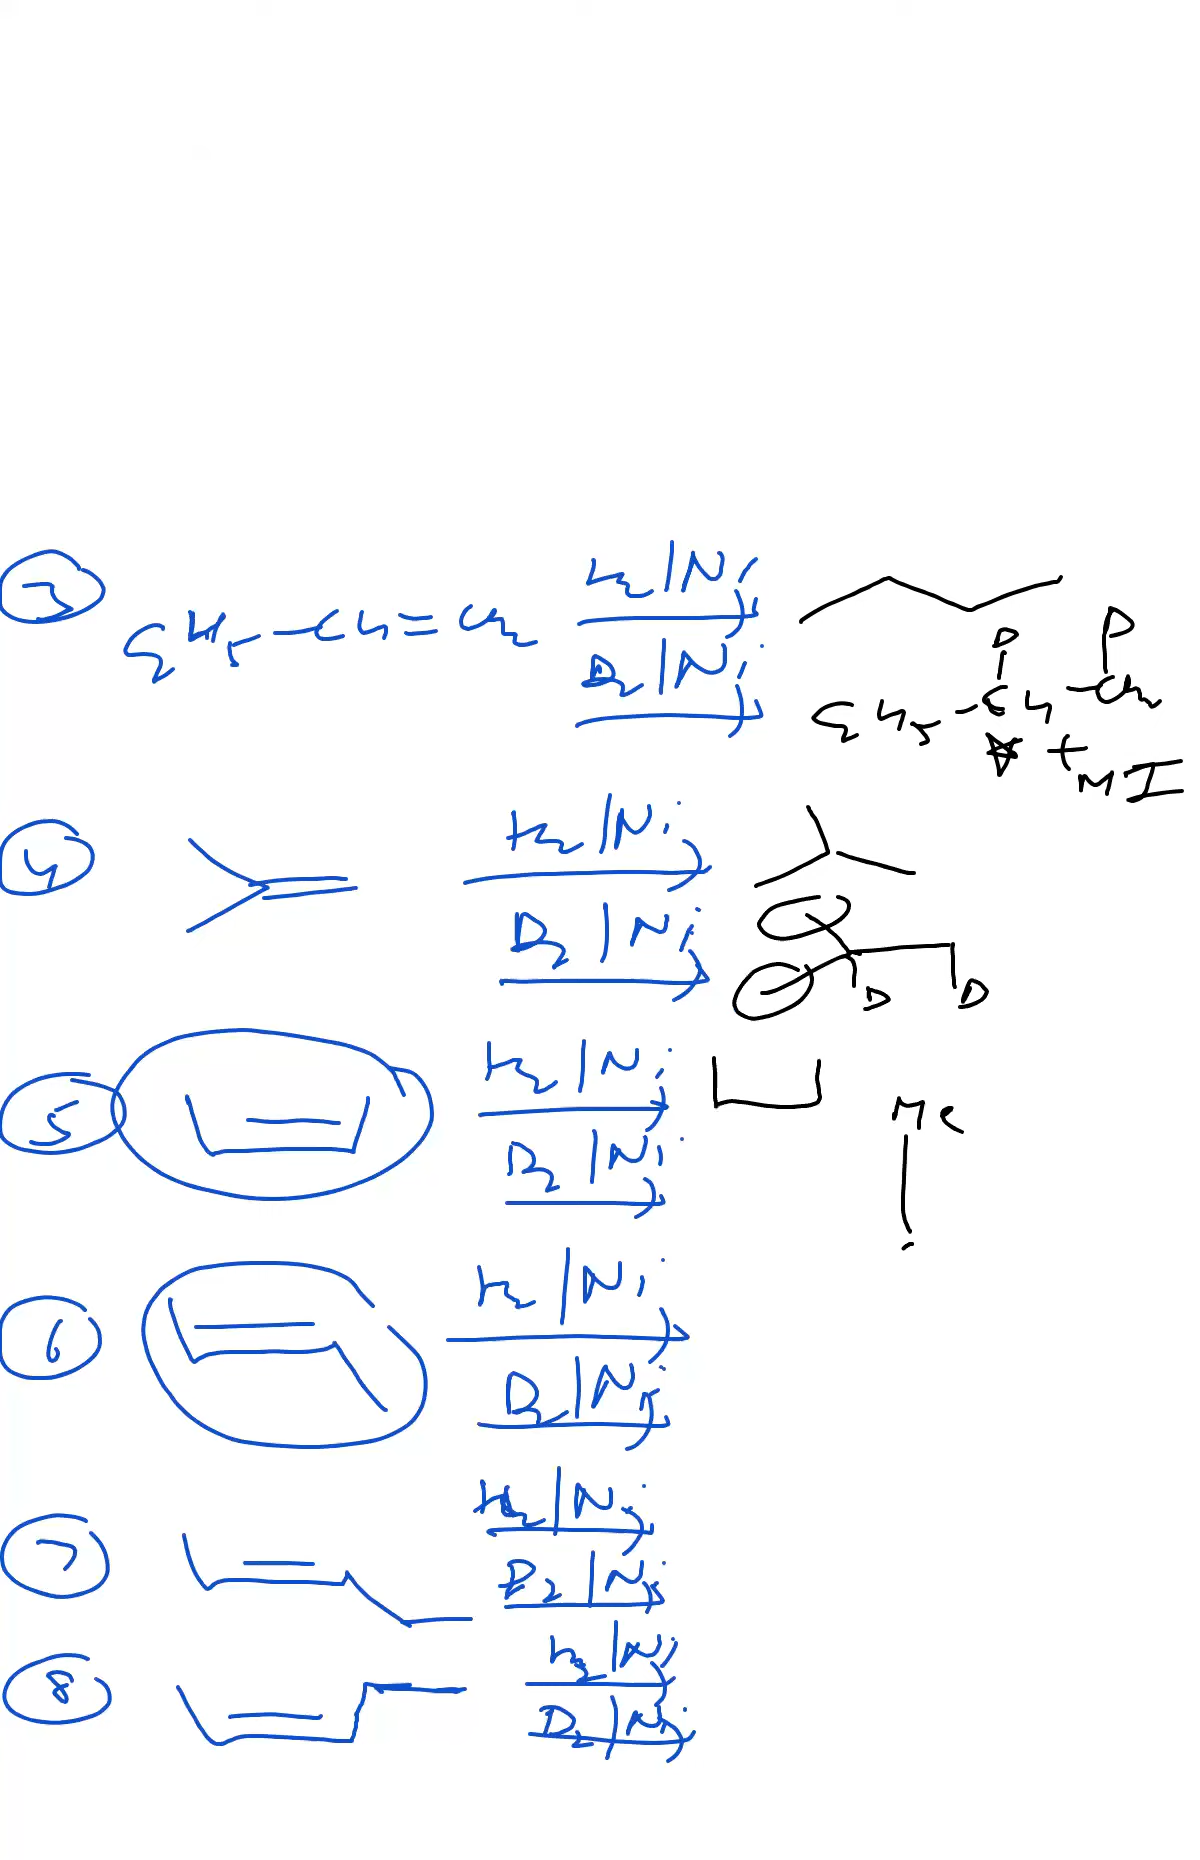 3 C2H5-CH=CH2 H2/Ni
D2/Ni
D D
C2H5-CH-CH2
+ MI
4 H2/Ni
D2/Ni
D D
5 H2/Ni
D2/Ni
Me
6 H2/Ni
D2/Ni
7 H2/Ni
D2/Ni
8 H2/Ni
D2/Ni